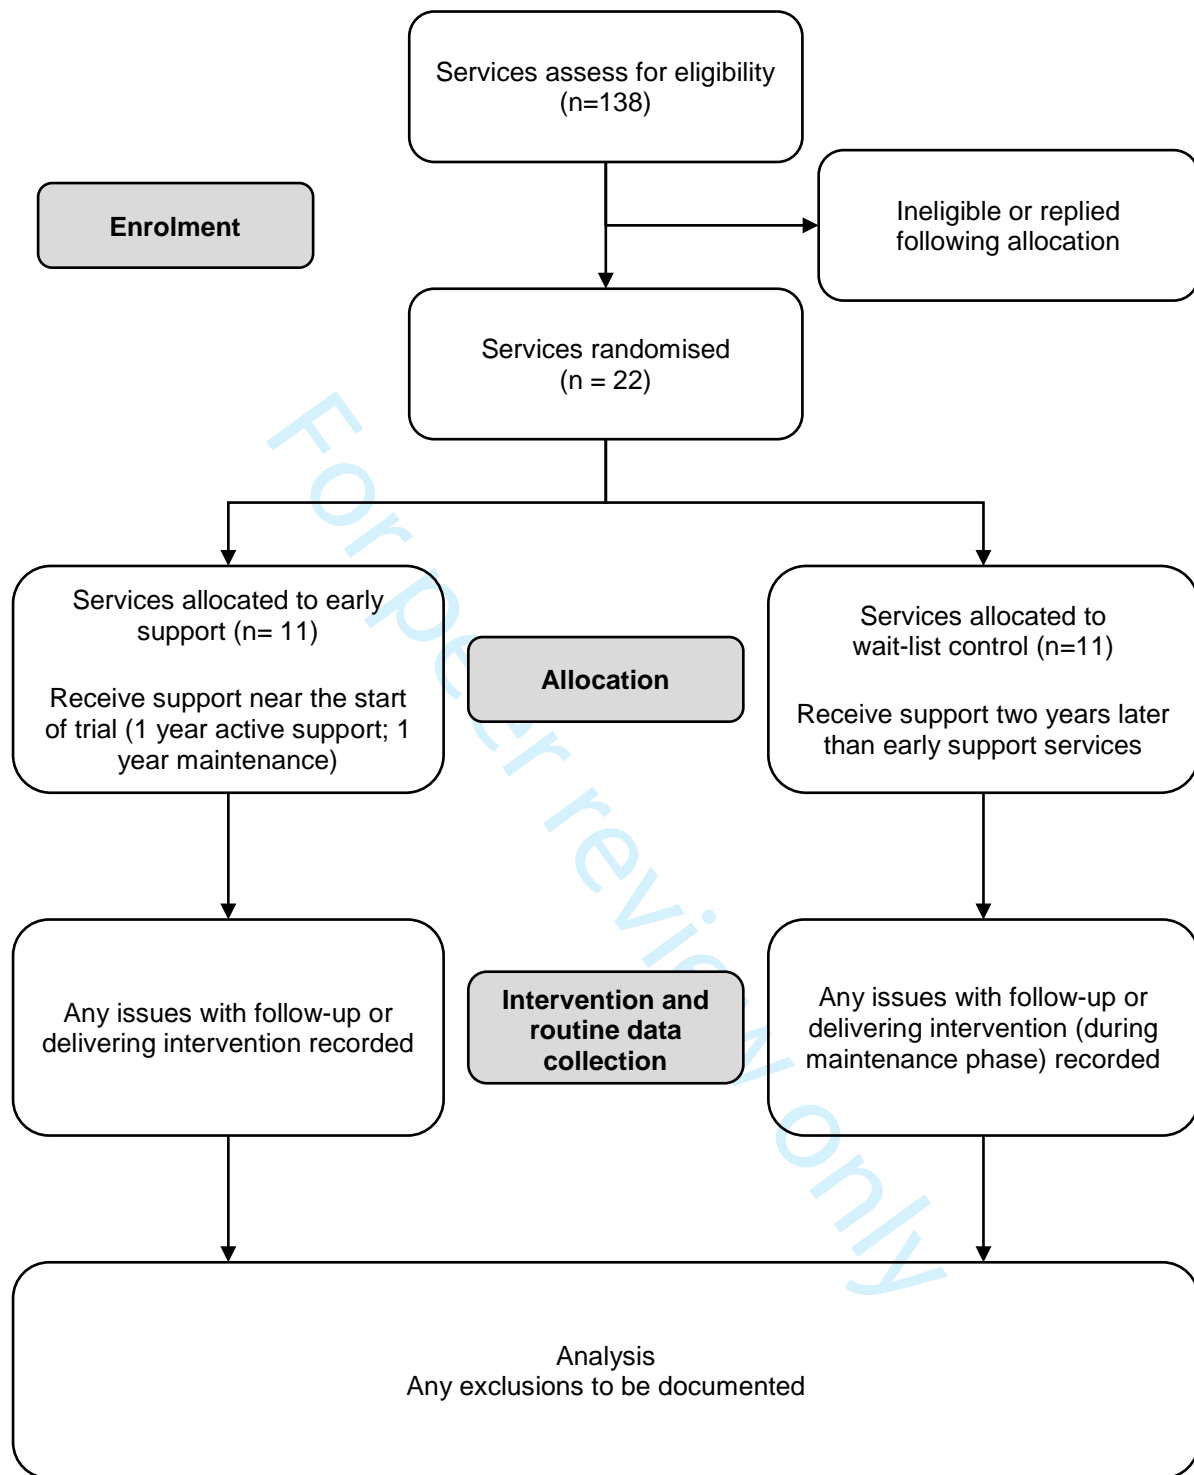 Services assess for eligibility
(n=138)
Enrolment
Ineligible or replied
following allocation
Services randomised
(n = 22)
Services allocated to early
support (n= 11)
Receive support near the start
of trial (1 year active support; 1
year maintenance)
Allocation
Services allocated to
wait-list control (n=11)
Receive support two years later
than early support services
Any issues with follow-up or
delivering intervention recorded
Intervention and
routine data
collection
Any issues with follow-up or
delivering intervention (during
maintenance phase) recorded
Analysis
Any exclusions to be documented
For peer review only